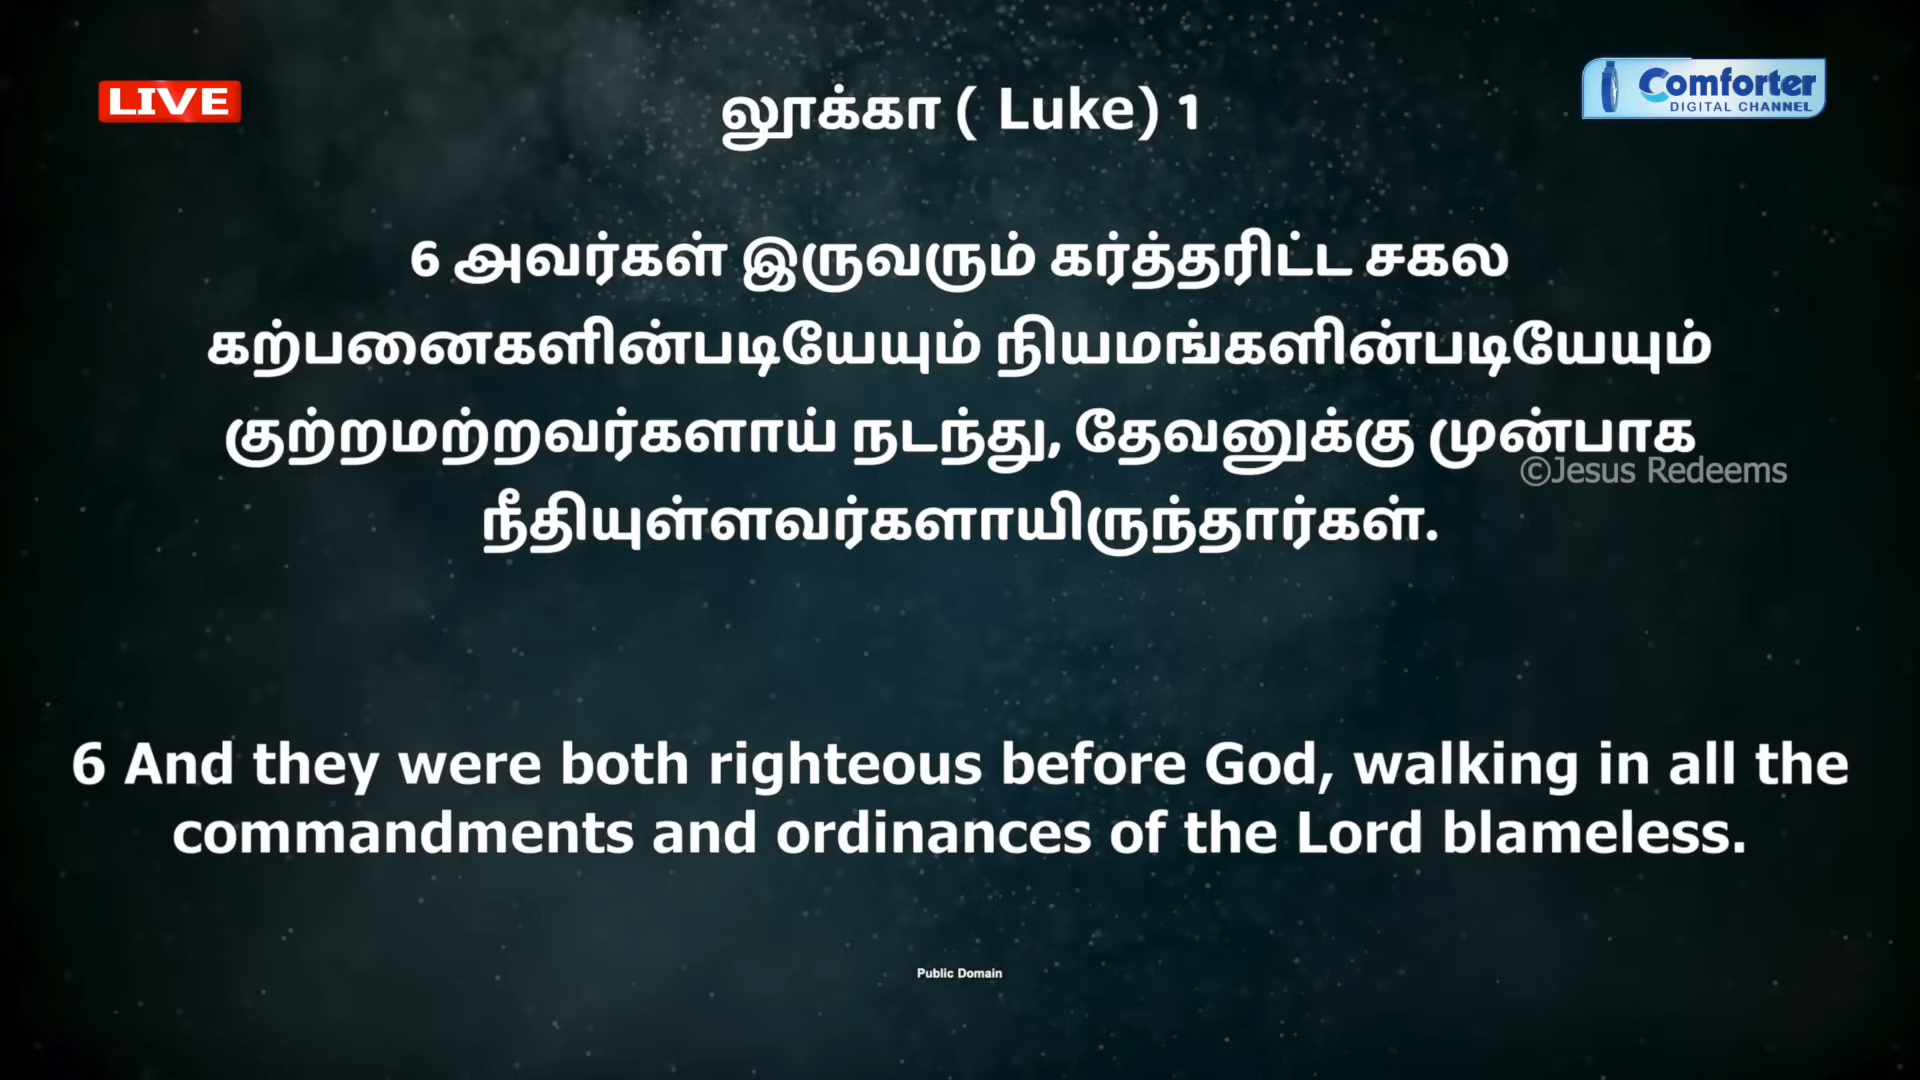 LIVE
லூக்கா ( Luke) 1
Comforter
DIGITAL CHANNEL
6 அவர்கள் இருவரும் கர்த்தரிட்ட சகல
கற்பனைகளின்படியேயும் நியமங்களின்படியேயும்
குற்றமற்றவர்களாய் நடந்து, தேவனுக்கு முன்பாக
©Jesus Redeems
நீதியுள்ளவர்களாயிருந்தார்கள்.
6 And they were both righteous before God, walking in all the
commandments and ordinances of the Lord blameless.
Public Domain